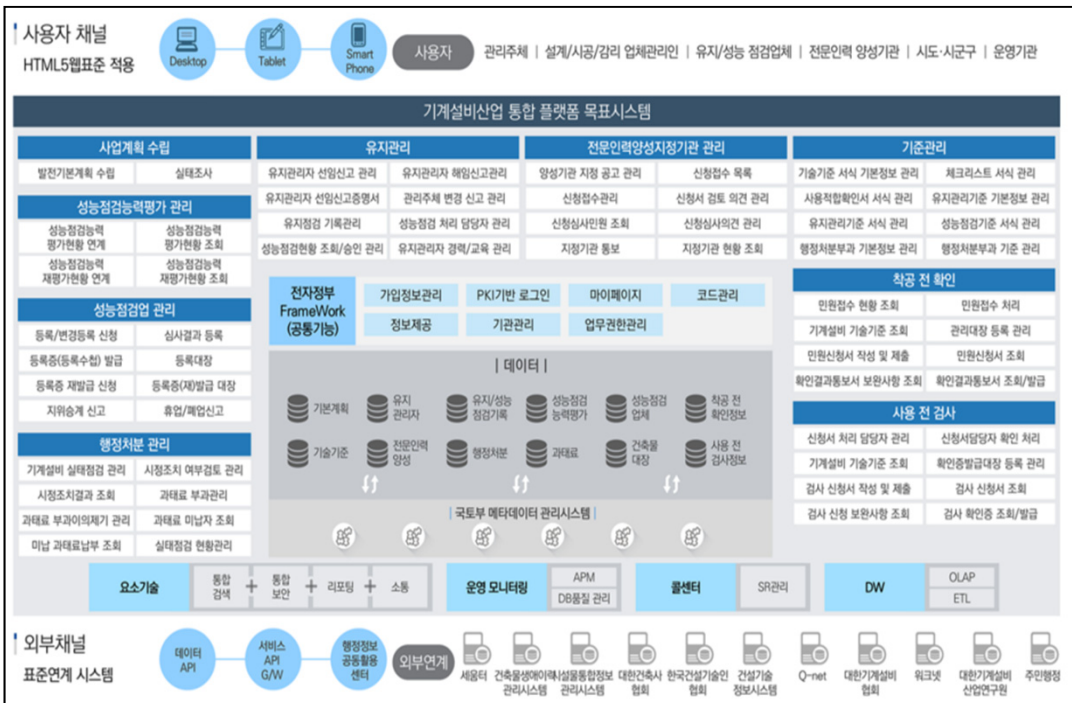 사용자 채널
HTML5웹표준 적용
Desktop
Tablet
Smart
Phone
사용자
관리주체 | 설계/시공/감리 업체관리인 | 유지/성능 점검업체 | 전문인력 양성기관 | 시도·시군구 | 운영기관
기계설비산업 통합 플랫폼 목표시스템
사업계획 수립
발전기본계획 수립
실태조사
성능점검능력평가 관리
성능점검능력
평가현황 연계
성능점검능력
평가현황 조회
성능점검능력
재평가현황 연계
성능점검능력
재평가현황 조회
성능점검업 관리
등록/변경등록 신청
심사결과 등록
등록증(등록수첩) 발급
등록대장
등록증 재발급 신청
등록증(재)발급 대장
지위승계 신고
휴업/폐업신고
행정처분 관리
기계설비 실태점검 관리
시정조치 여부검토 관리
시정조치결과 조회
과태료 부과관리
과태료 부과이의제기 관리
과태료 미납자 조회
미납 과태료납부 조회
실태점검 현황관리
유지관리
유지관리자 선임신고 관리
유지관리자 해임신고관리
유지관리자 선임신고증명서
관리주체 변경 신고 관리
유지점검 기록관리
성능점검 처리 담당자 관리
성능점검현황 조회/승인 관리
유지관리자 경력/교육 관리
전문인력양성지정기관 관리
양성기관 지정 공고 관리
신청접수 목록
신청접수관리
신청서 검토 의견 관리
신청심사민원 조회
신청심사의견 관리
지정기관 통보
지정기관 현황 조회
기준관리
기술기준 서식 기본정보 관리
체크리스트 서식 관리
사용적합확인서 서식 관리
유지관리기준 기본정보 관리
유지관리기준 서식 관리
성능점검기준 서식 관리
행정처분부과 기본정보 관리
행정처분부과 기준 관리
전자정부
FrameWork
(공통기능)
가입정보관리
PKI기반 로그인
마이페이지
코드관리
정보제공
기관관리
업무권한관리
| 데이터 |
기본계획
유지
관리자
유지/성능
점검기록
성능점검
능력평가
성능점검
업체
착공 전
확인정보
기술기준
전문인력
양성
행정처분
과태료
건축물
대장
사용 전
검사정보
| 국토부 메타데이터 관리시스템 |
착공 전 확인
민원접수 현황 조회
민원접수 처리
기계설비 기술기준 조회
관리대장 등록 관리
민원신청서 작성 및 제출
민원신청서 조회
확인결과통보서 보완사항 조회
확인결과통보서 조회/발급
사용 전 검사
신청서 처리 담당자 관리
신청서담당자 확인 처리
기계설비 기술기준 조회
확인증발급대장 등록 관리
검사 신청서 작성 및 제출
검사 신청서 조회
검사 신청 보완사항 조회
검사 확인증 조회/발급
요소기술
통합
검색
+
통합
보안
+
리포팅
+
소통
운영 모니터링
APM
DB품질 관리
콜센터
SR관리
DW
OLAP
ETL
외부채널
표준연계 시스템
데이터
API
서비스
API
G/W
행정정보
공동활용
센터
외부연계
세움터
건축물생애이력
관리시스템
시설물통합정보
관리시스템
대한건축사
협회
한국건설기술인
협회
건설기술
정보시스템
Q-net
대한기계설비
협회
워크넷
대한기계설비
산업연구원
주민행정